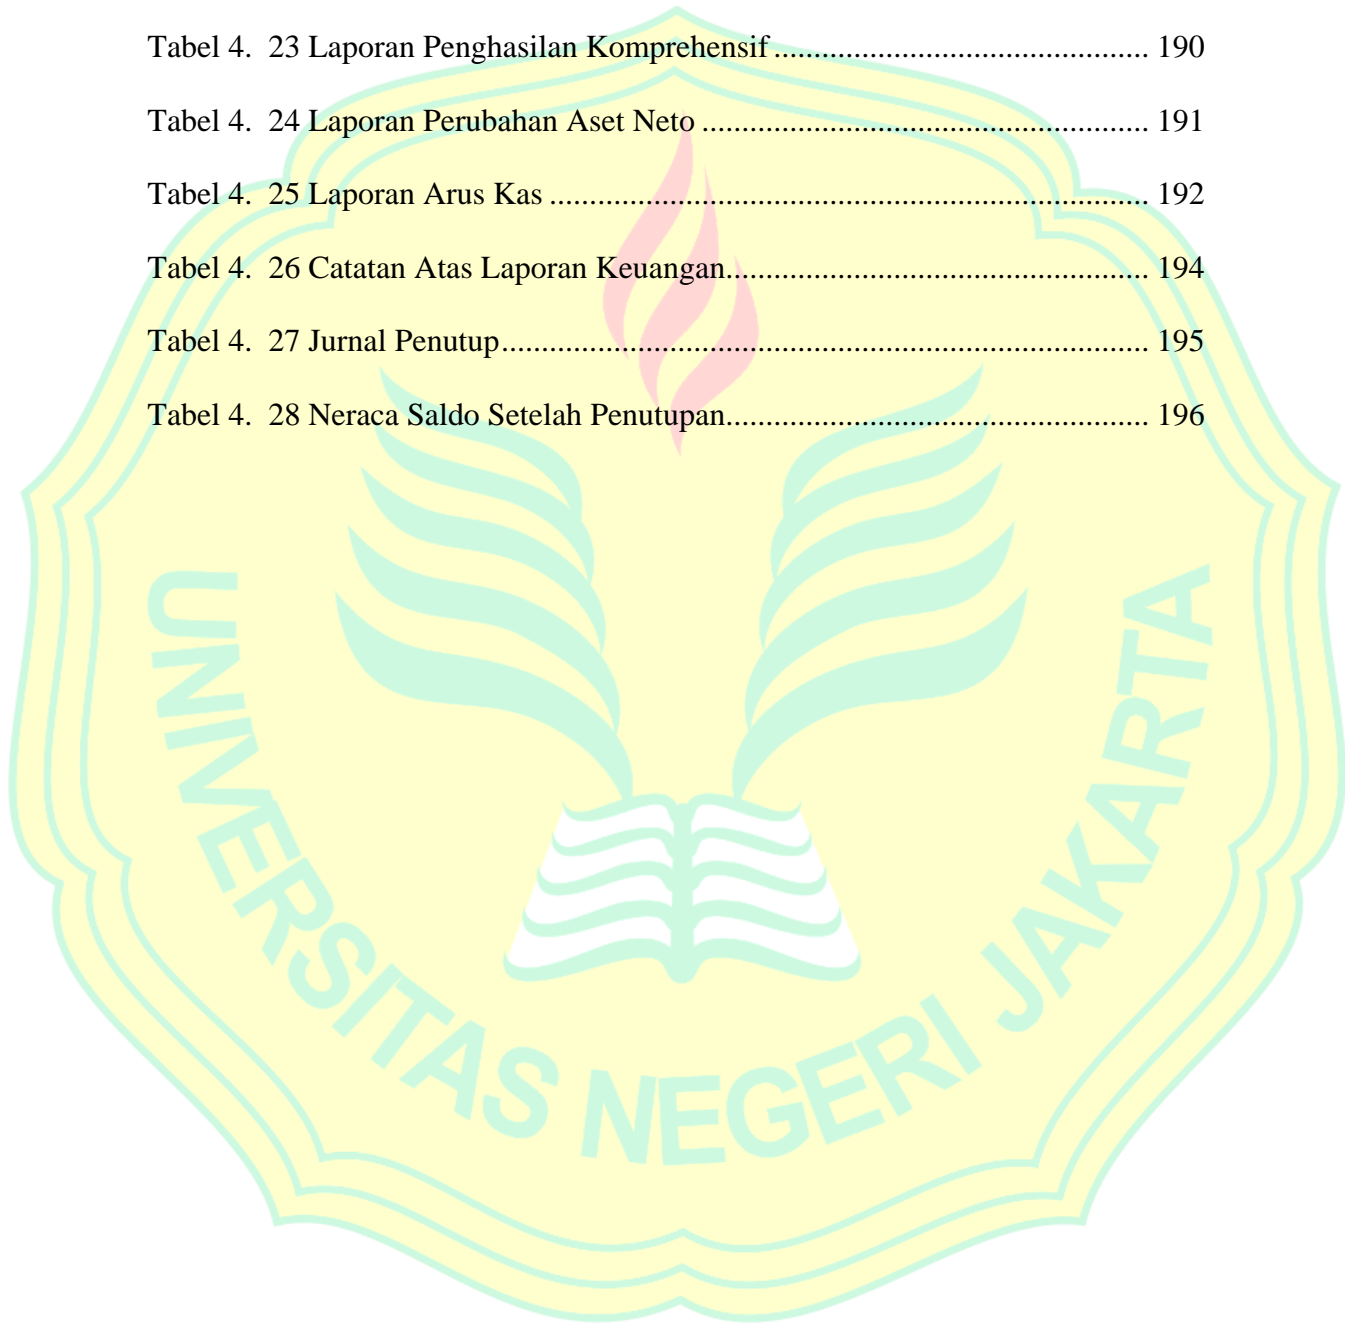 Tabel 4.  23 Laporan Penghasilan Komprehensif ............................................... 190
Tabel 4.  24 Laporan Perubahan Aset Neto ........................................................ 191
Tabel 4.  25 Laporan Arus Kas ........................................................................... 192
Tabel 4.  26 Catatan Atas Laporan Keuangan..................................................... 194
Tabel 4.  27 Jurnal Penutup................................................................................. 195
Tabel 4.  28 Neraca Saldo Setelah Penutupan..................................................... 196
UNIVERSITAS NEGERI JAKARTA